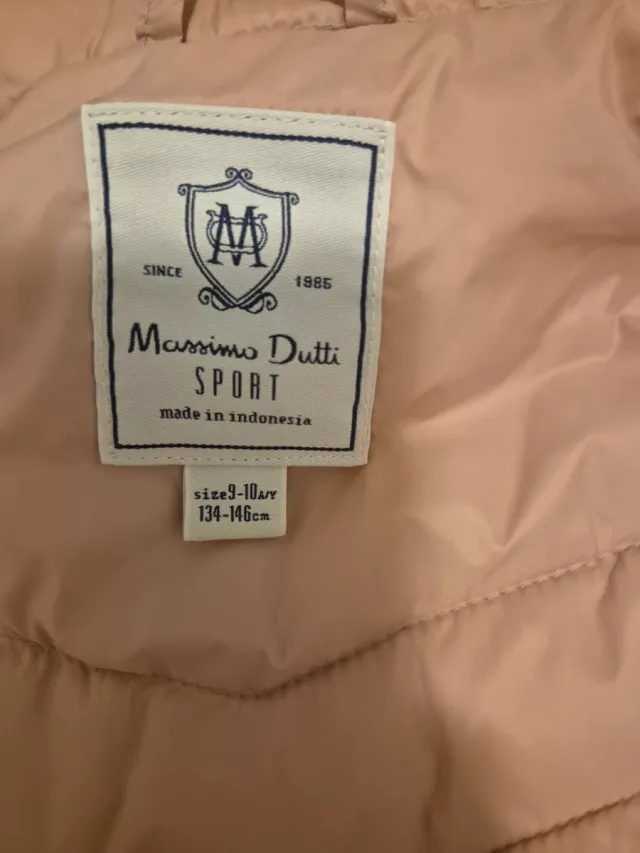 M
SINCE 1985
Massimo Dutti
SPORT
made in indonesia
size9-10A/Y
134-146cm